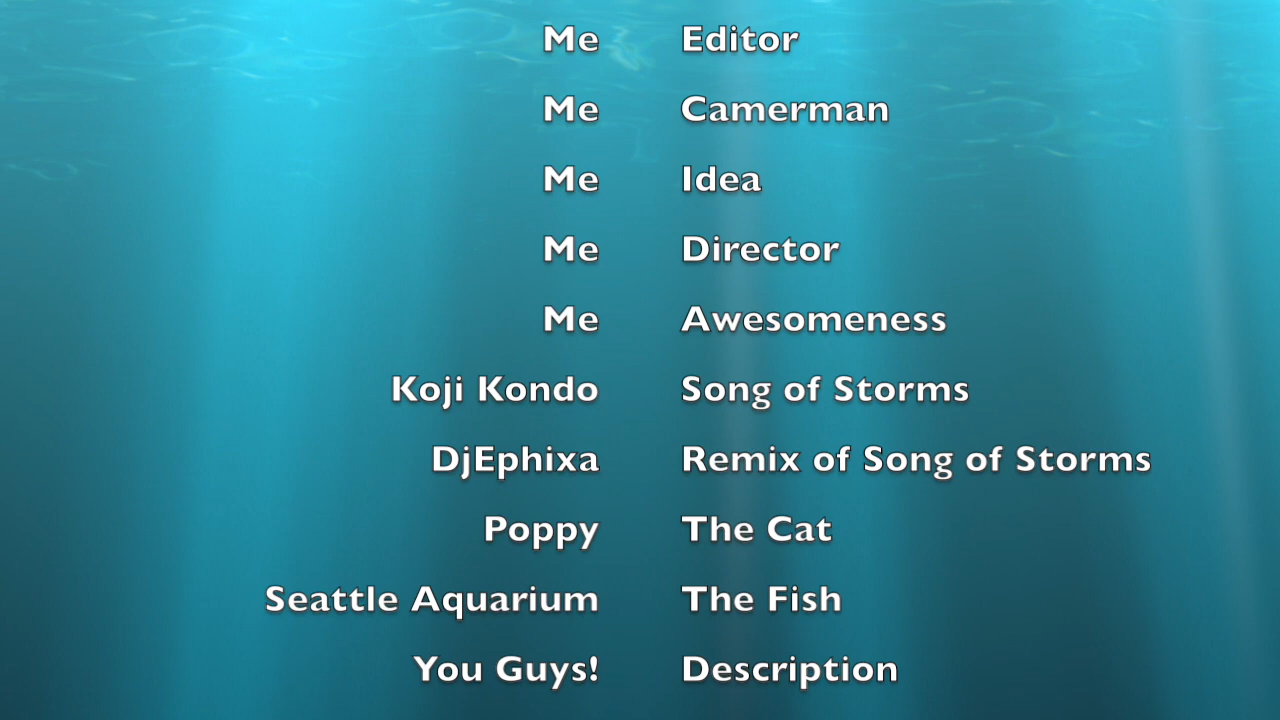 Me Editor
Me Camerman
Me Idea
Me Director
Me Awesomeness
Koji Kondo Song of Storms
DjEphixa Remix of Song of Storms
Poppy The Cat
Seattle Aquarium The Fish
You Guys! Description